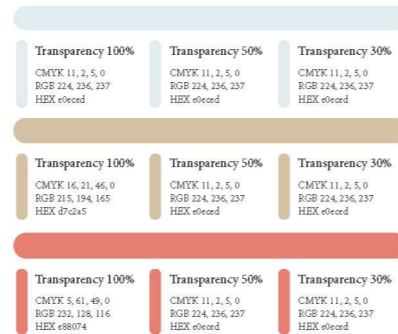 Transparency 100%
Transparency 50%
Transparency 30%
CMYK 11, 2, 5, 0
RGB 224, 236, 237
HEX e0eced
CMYK 11, 2, 5, 0
RGB 224, 236, 237
HEX e0eced
CMYK 11, 2, 5, 0
RGB 224, 236, 237
HEX e0eced
Transparency 100%
Transparency 50%
Transparency 30%
CMYK 16, 21, 46, 0
RGB 215, 194, 165
HEX d7c2a5
CMYK 11, 2, 5, 0
RGB 224, 236, 237
HEX e0eced
CMYK 11, 2, 5, 0
RGB 224, 236, 237
HEX e0eced
Transparency 100%
Transparency 50%
Transparency 30%
CMYK 5, 61, 49, 0
RGB 232, 128, 116
HEX e88074
CMYK 11, 2, 5, 0
RGB 224, 236, 237
HEX e0eced
CMYK 11, 2, 5, 0
RGB 224, 236, 237
HEX e0eced